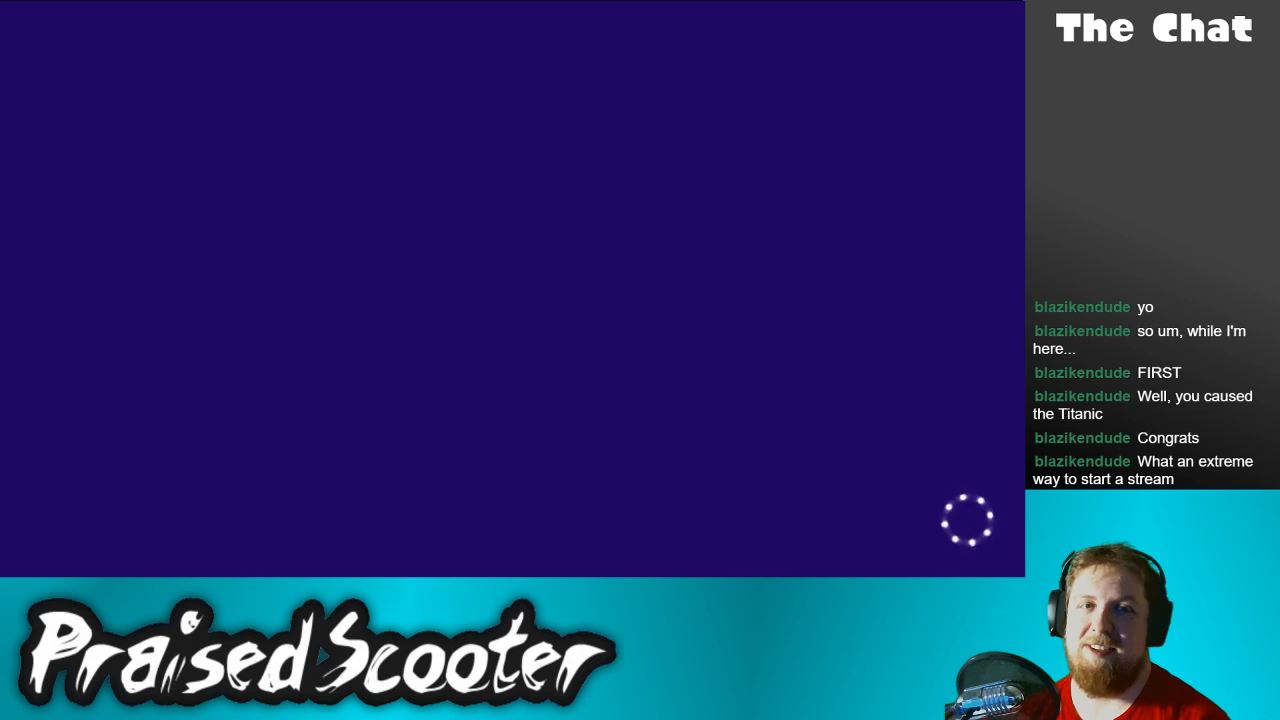 The Chat
blazikendude yo
blazikendude so um, while I'm
here...
blazikendude FIRST
blazikendude Well, you caused
the Titanic
blazikendude Congrats
blazikendude What an extreme
way to start a stream
PraisedScooter